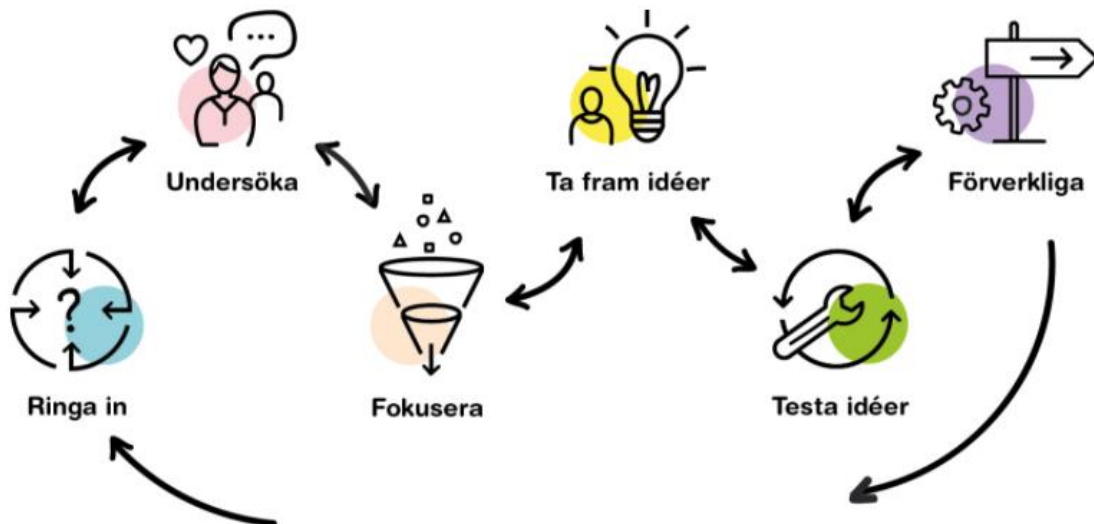 Undersöka
Ta fram idéer
Förverkliga
Ringa in
Fokusera
Testa idéer